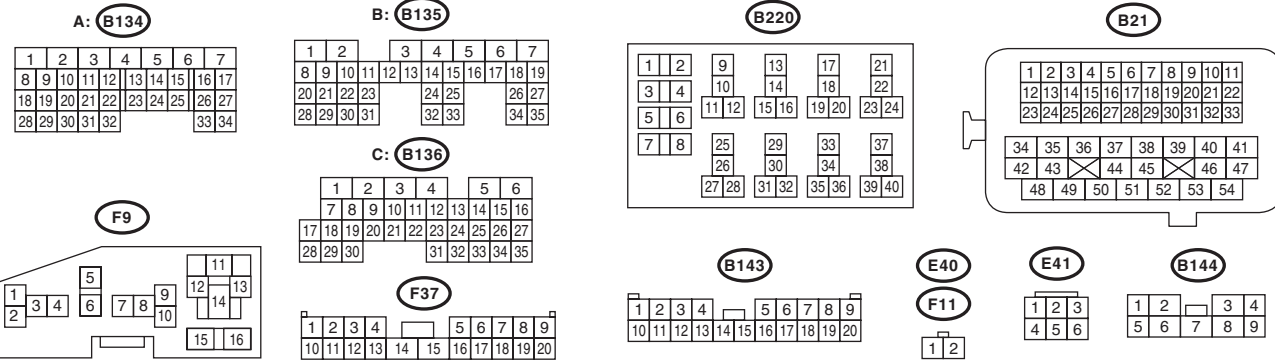 A: B134
1 2 3 4 5 6 7
8 9 10 11 12 13 14 15 16 17
18 19 20 21 22 23 24 25 26 27
28 29 30 31 32 33 34
B: B135
1 2 3 4 5 6 7
8 9 10 11 12 13 14 15 16 17 18 19
20 21 22 23 24 25 26 27
28 29 30 31 32 33 34 35
C: B136
1 2 3 4 5 6
7 8 9 10 11 12 13 14 15 16
17 18 19 20 21 22 23 24 25 26 27
28 29 30 31 32 33 34 35
B220
1 2 9 13 17 21
3 4 10 14 18 22
11 12 15 16 19 20 23 24
5 6
7 8 25 29 33 37
26 30 34 38
27 28 31 32 35 36 39 40
B21
1 2 3 4 5 6 7 8 9 10 11
12 13 14 15 16 17 18 19 20 21 22
23 24 25 26 27 28 29 30 31 32 33
34 35 36 37 38 39 40 41
42 43 44 45 46 47
48 49 50 51 52 53 54
F9
11
5
1 9 12 13
3 4 6 7 8 14
2 10
15 16
F37
1 2 3 4 5 6 7 8 9
10 11 12 13 14 15 16 17 18 19 20
B143
1 2 3 4 5 6 7 8 9
10 11 12 13 14 15 16 17 18 19 20
E40
F11
1 2
E41
1 2 3
4 5 6
B144
1 2 3 4
5 6 7 8 9